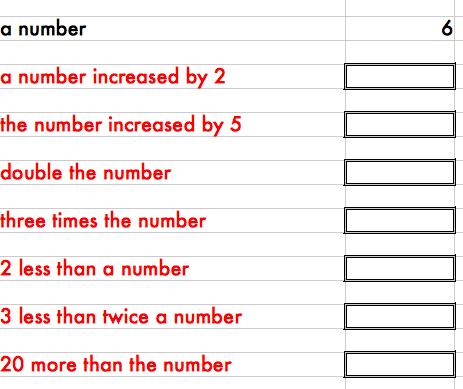 a number 6
a number increased by 2
the number increased by 5
double the number
three times the number
2 less than a number
3 less than twice a number
20 more than the number